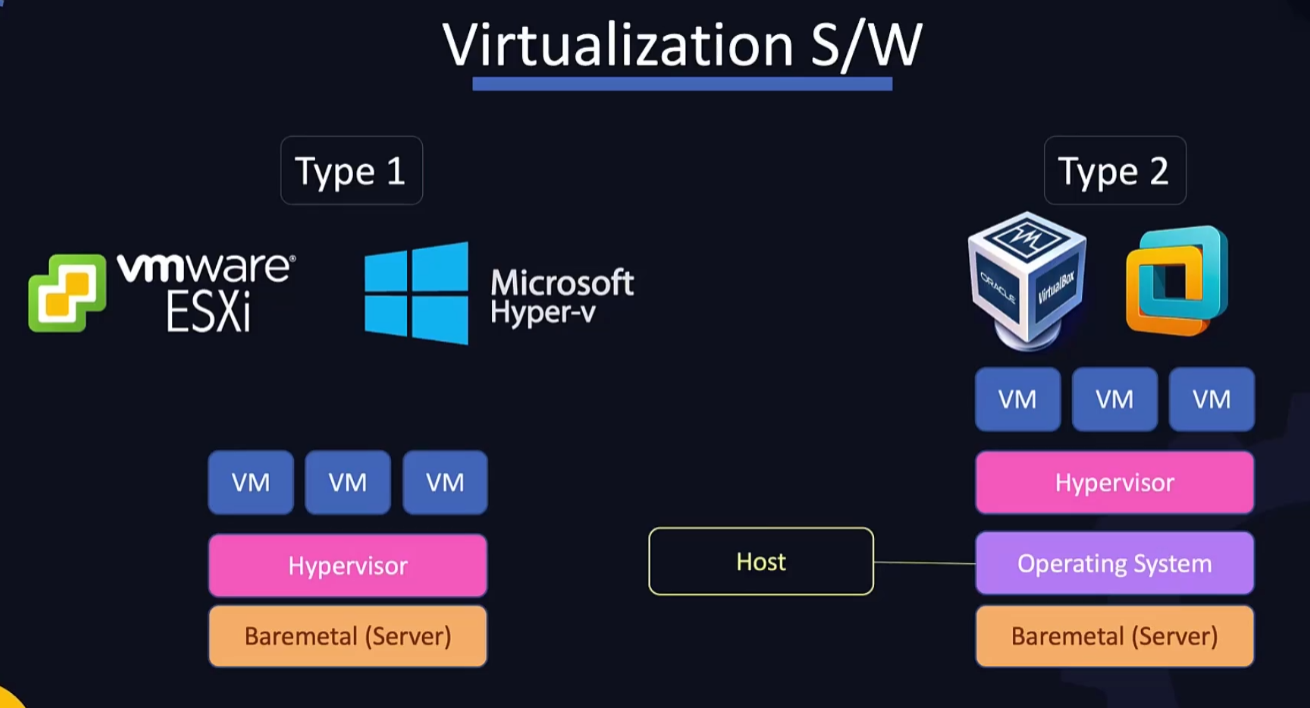 Virtualization S/W
Type 1
Type 2
vmware®
ESXi
Microsoft
Hyper-v
ORACLE
VirtualBox
VM
VM
VM
Hypervisor
Baremetal (Server)
VM
VM
VM
Hypervisor
Host
Operating System
Baremetal (Server)